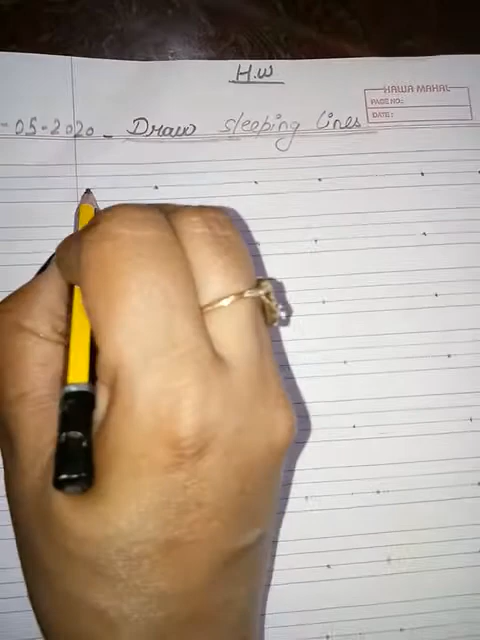 H.W
HAWA MAHAL
PAGE NO.:
DATE:
-05-2020 - Draw sleeping lines